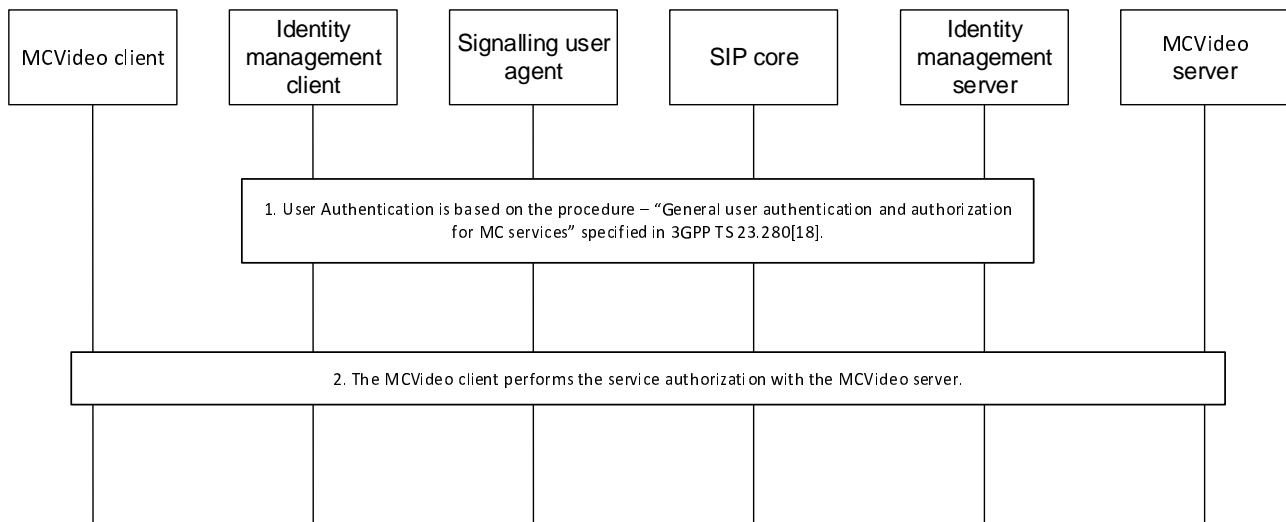 MCVideo client
Identity
management
client
Signalling user
agent
SIP core
Identity
management
server
MCVideo
server
1. User Authentication is based on the procedure – “General user authentication and authorization
for MC services” specified in 3GPP TS 23.280[18].
2. The MCVideo client performs the service authorization with the MCVideo server.